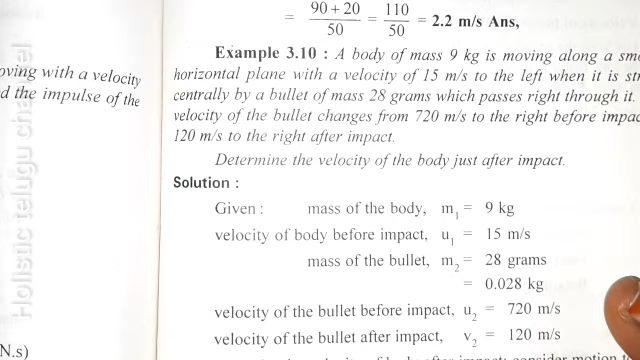 = 90 + 20 / 50 = 110 / 50 = 2.2 m/s Ans,
Example 3.10 : A body of mass 9 kg is moving along a
horizontal plane with a velocity of 15 m/s to the left when it is
centrally by a bullet of mass 28 grams which passes right through it.
velocity of the bullet changes from 720 m/s to the right before
120 m/s to the right after impact.
Determine the velocity of the body just after impact.
Solution :
Given : mass of the body, m₁ = 9 kg
velocity of body before impact, u₁ = 15 m/s
mass of the bullet, m₂ = 28 grams
= 0.028 kg
velocity of the bullet before impact, u₂ = 720 m/s
velocity of the bullet after impact, v₂ = 120 m/s
with a velocity
the impulse of the
N.s)
Holistic telugu channel